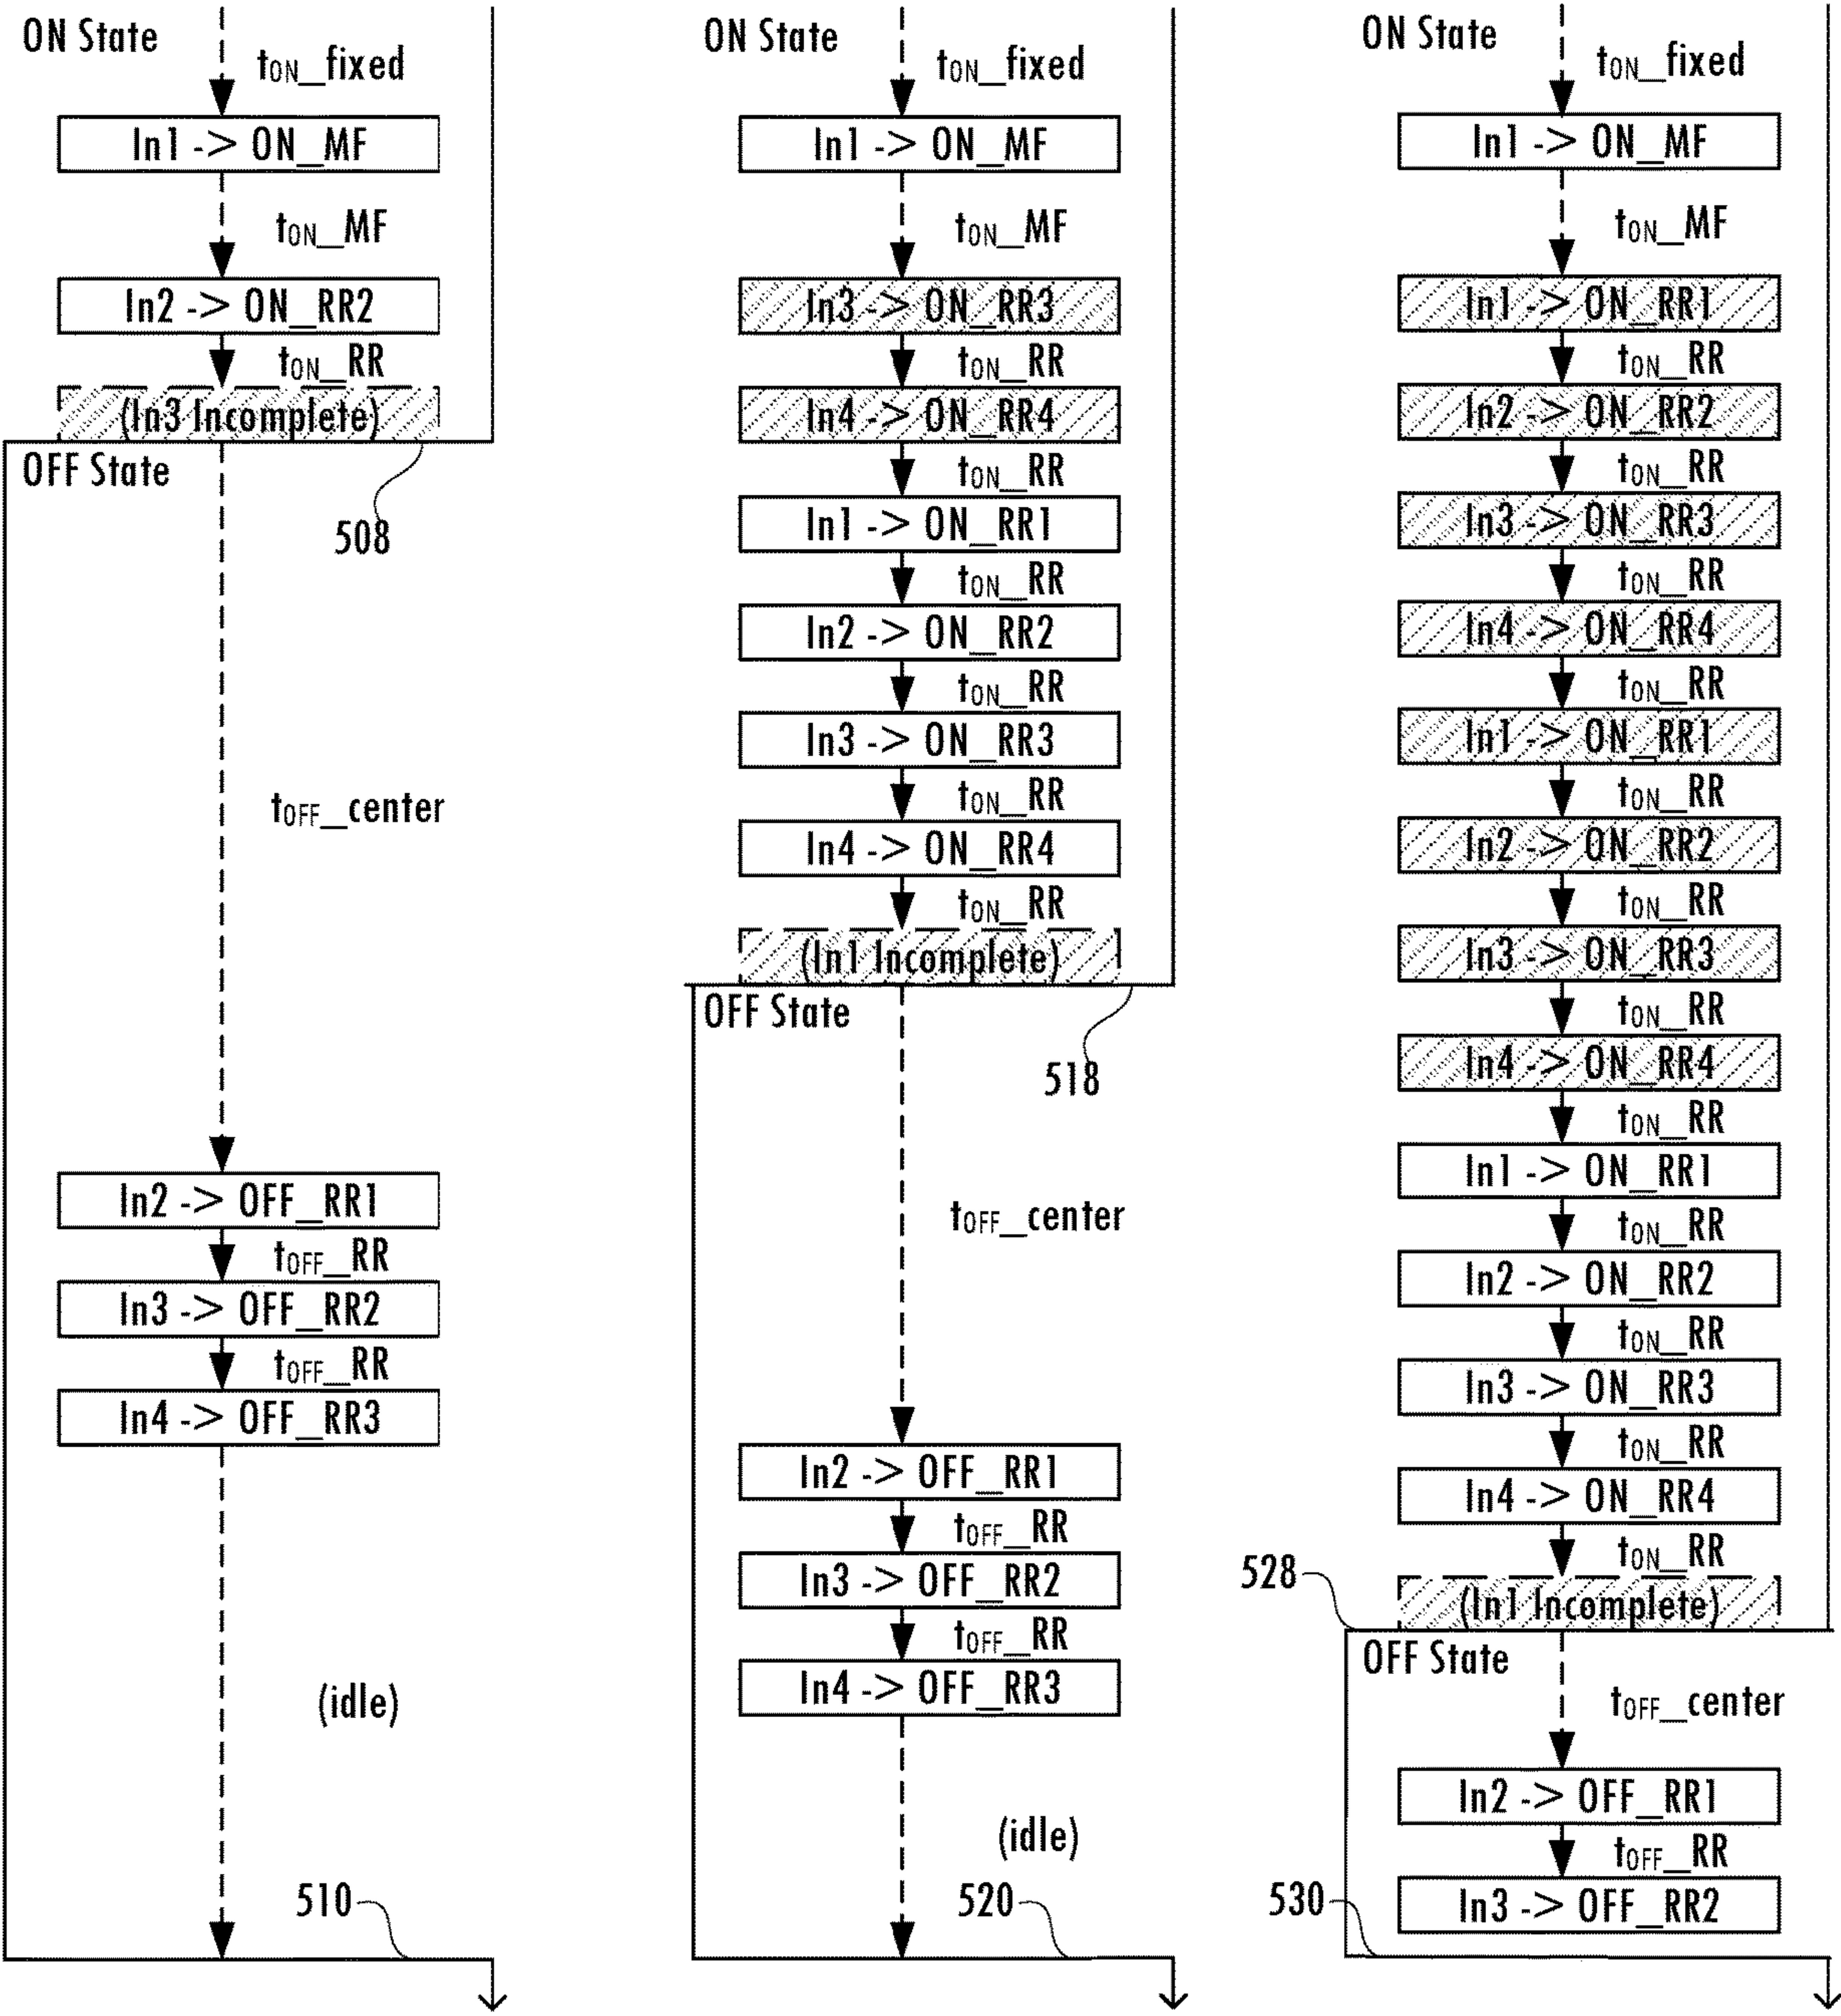 ON State
tON_fixed
In1 -> ON_MF
tON_MF
In2 -> ON_RR2
tON_RR
(In3 Incomplete)
OFF State
508
tOFF_center
In2 -> OFF_RR1
tOFF_RR
In3 -> OFF_RR2
tOFF_RR
In4 -> OFF_RR3
(idle)
510
ON State
tON_fixed
In1 -> ON_MF
tON_MF
In3 -> ON_RR3
tON_RR
In4 -> ON_RR4
tON_RR
In1 -> ON_RR1
tON_RR
In2 -> ON_RR2
tON_RR
In3 -> ON_RR3
tON_RR
In4 -> ON_RR4
tON_RR
(In1 Incomplete)
OFF State
518
tOFF_center
In2 -> OFF_RR1
tOFF_RR
In3 -> OFF_RR2
tOFF_RR
In4 -> OFF_RR3
(idle)
520
ON State
tON_fixed
In1 -> ON_MF
tON_MF
In1 -> ON_RR1
tON_RR
In2 -> ON_RR2
tON_RR
In3 -> ON_RR3
tON_RR
In4 -> ON_RR4
tON_RR
In1 -> ON_RR1
tON_RR
In2 -> ON_RR2
tON_RR
In3 -> ON_RR3
tON_RR
In4 -> ON_RR4
tON_RR
In1 -> ON_RR1
tON_RR
In2 -> ON_RR2
tON_RR
In3 -> ON_RR3
tON_RR
In4 -> ON_RR4
tON_RR
528
(In1 Incomplete)
OFF State
tOFF_center
In2 -> OFF_RR1
tOFF_RR
In3 -> OFF_RR2
530